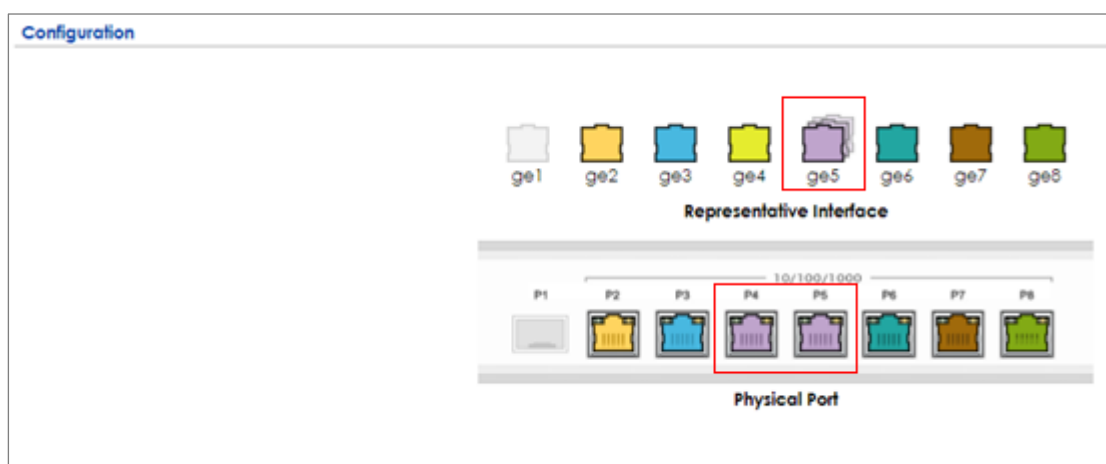 Configuration
ge1 ge2 ge3 ge4 ge5 ge6 ge7 ge8
Representative Interface
10/100/1000
P1 P2 P3 P4 P5 P6 P7 P8
Physical Port